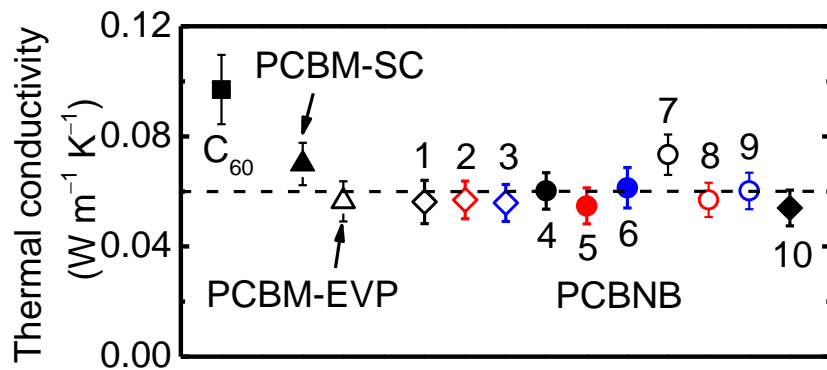 Thermal conductivity
(W m⁻¹ K⁻¹)
0.12
0.08
0.04
0.00
C₆₀
PCBM-SC
PCBM-EVP
1
2
3
4
5
6
7
8
9
10
PCBNB